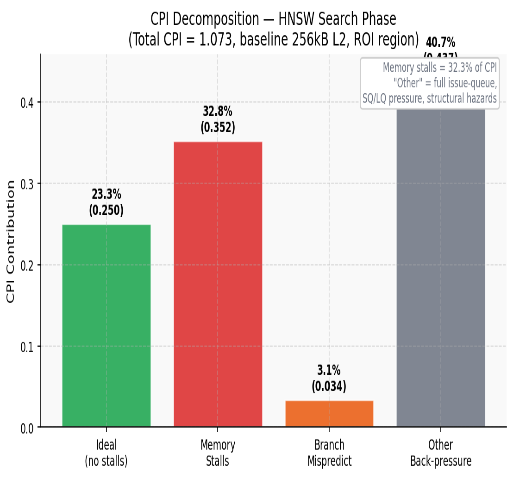 CPI Decomposition — HNSW Search Phase
(Total CPI = 1.073, baseline 256kB L2, ROI region)
40.7%
(0.437)
Memory stalls = 32.3% of CPI
"Other" = full issue-queue,
SQ/LQ pressure, structural hazards
32.8%
(0.352)
23.3%
(0.250)
3.1%
(0.034)
CPI Contribution
0.4
0.3
0.2
0.1
0.0
Ideal
(no stalls)
Memory
Stalls
Branch
Mispredict
Other
Back-pressure